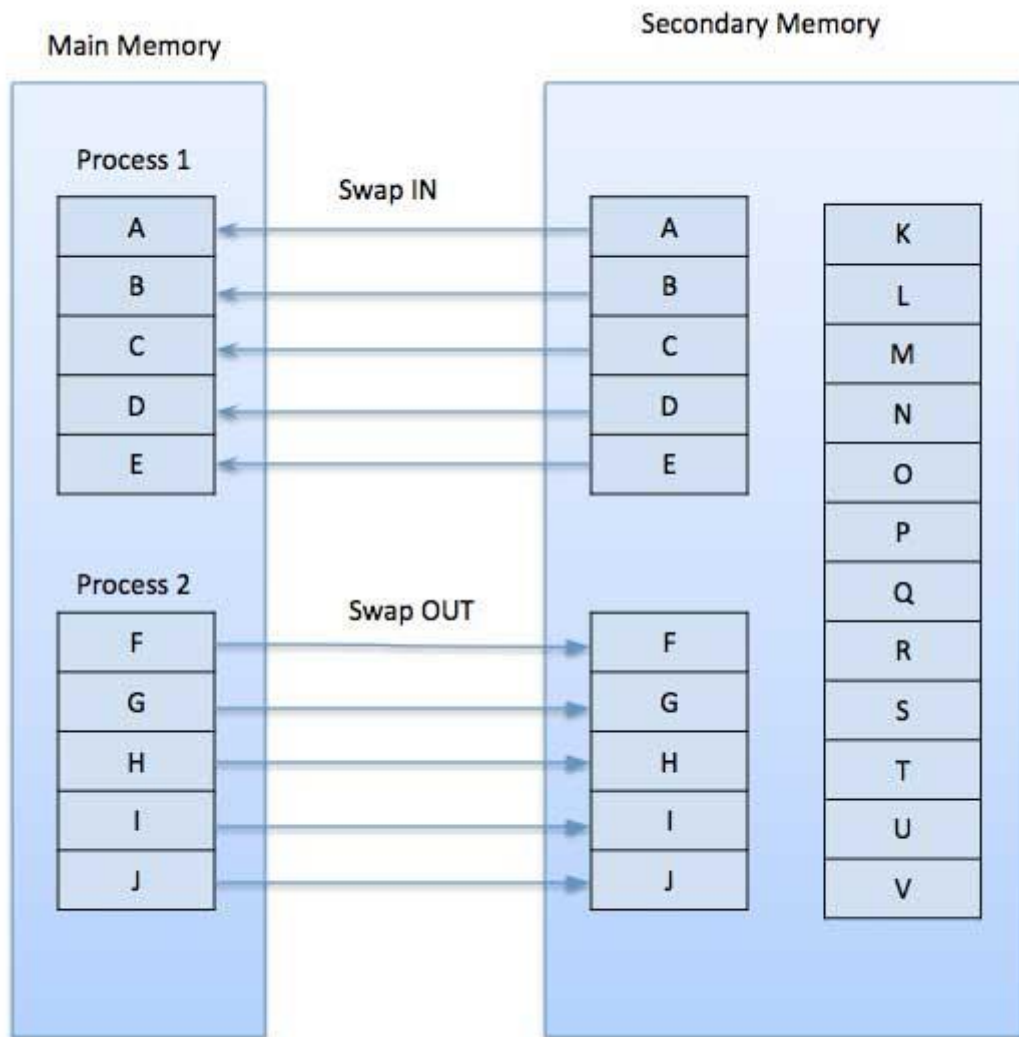 Main Memory
Secondary Memory
Process 1
Swap IN
A
B
C
D
E
A
B
C
D
E
Process 2
Swap OUT
F
G
H
I
J
F
G
H
I
J
K
L
M
N
O
P
Q
R
S
T
U
V